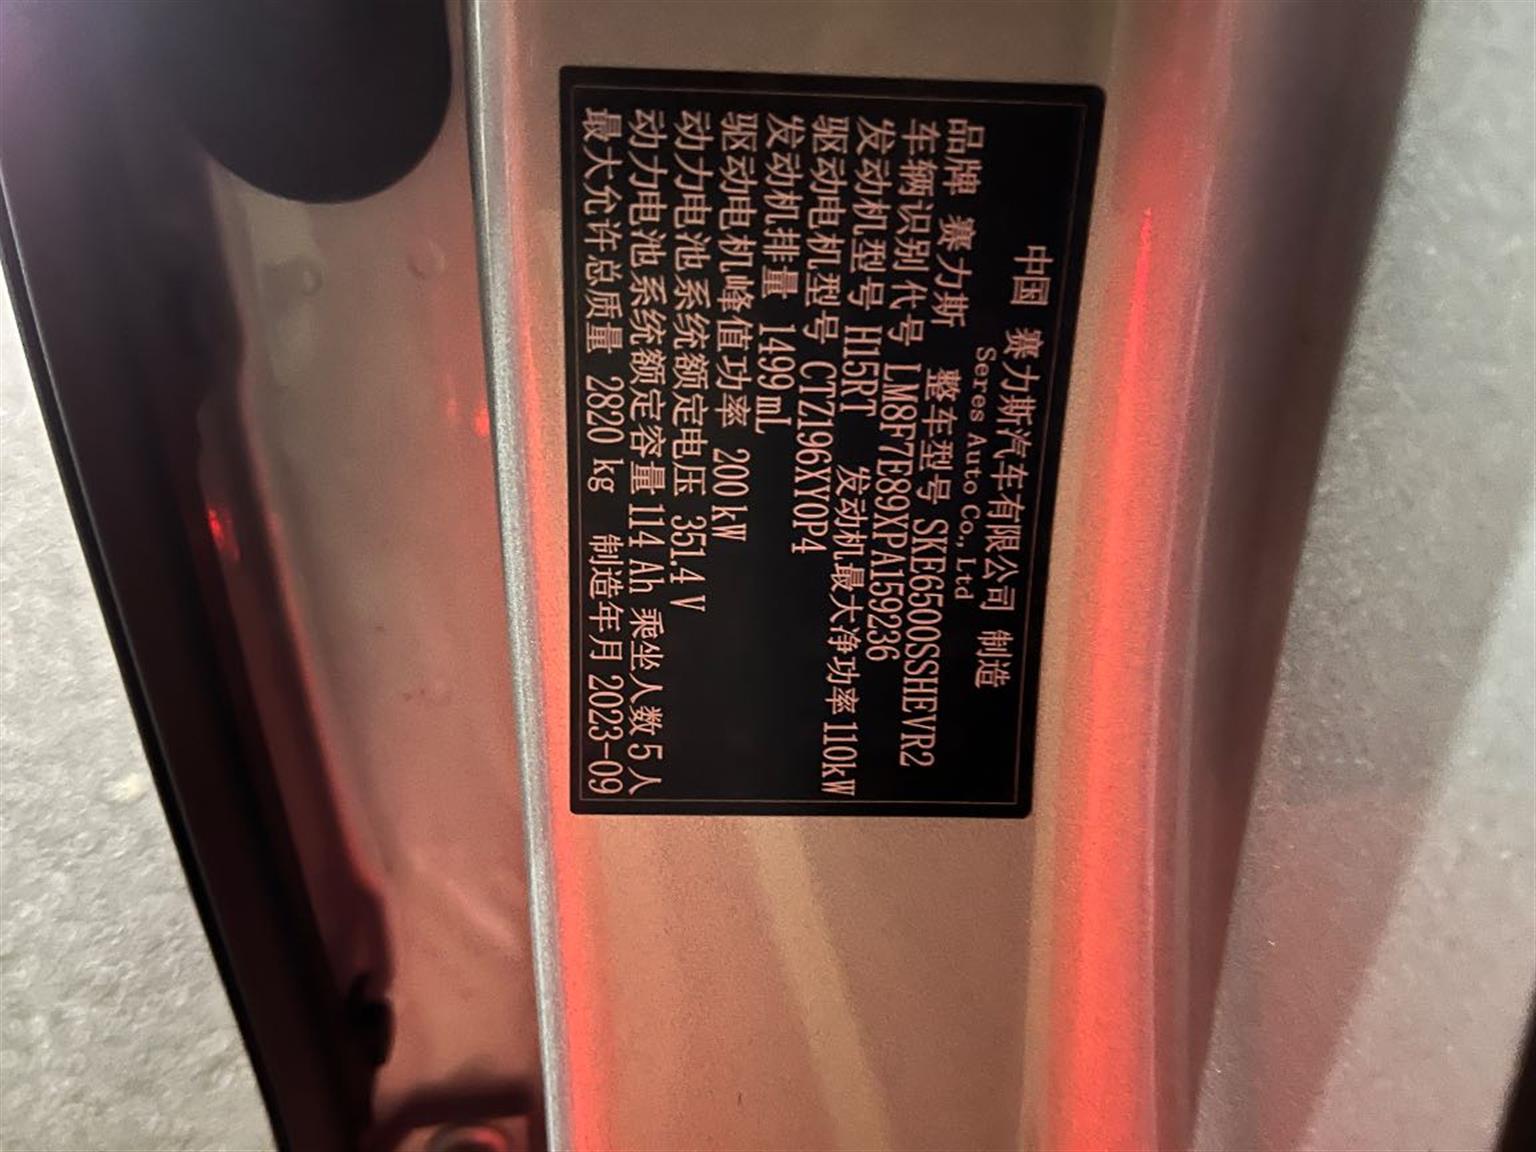 中国 赛力斯汽车有限公司 制造
Seres Auto Co., Ltd
品牌 赛力斯 整车型号 SKE6500SSHEVR2
车辆识别代号 LM8F7E89XPA159236
发动机型号 H15RT 发动机最大净功率 110kW
驱动电机型号 CTZ196XY0P4
发动机排量 1499mL
驱动电机峰值功率 200kW
动力电池系统额定电压 351.4 V
动力电池系统额定容量 114 Ah 乘坐人数 5人
最大允许总质量 2820 kg 制造年月 2023-09